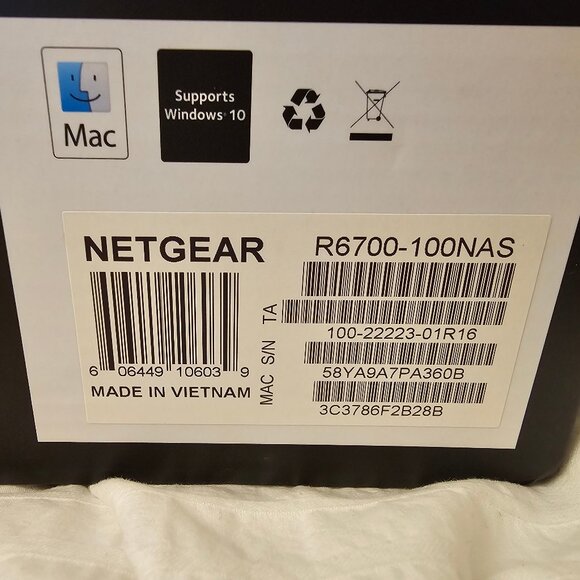 Mac
Supports
Windows 10
NETGEAR
R6700-100NAS
6 06449 10603 9
MADE IN VIETNAM
TA
100-22223-01R16
S/N
58YA9A7PA360B
MAC
3C3786F2B28B